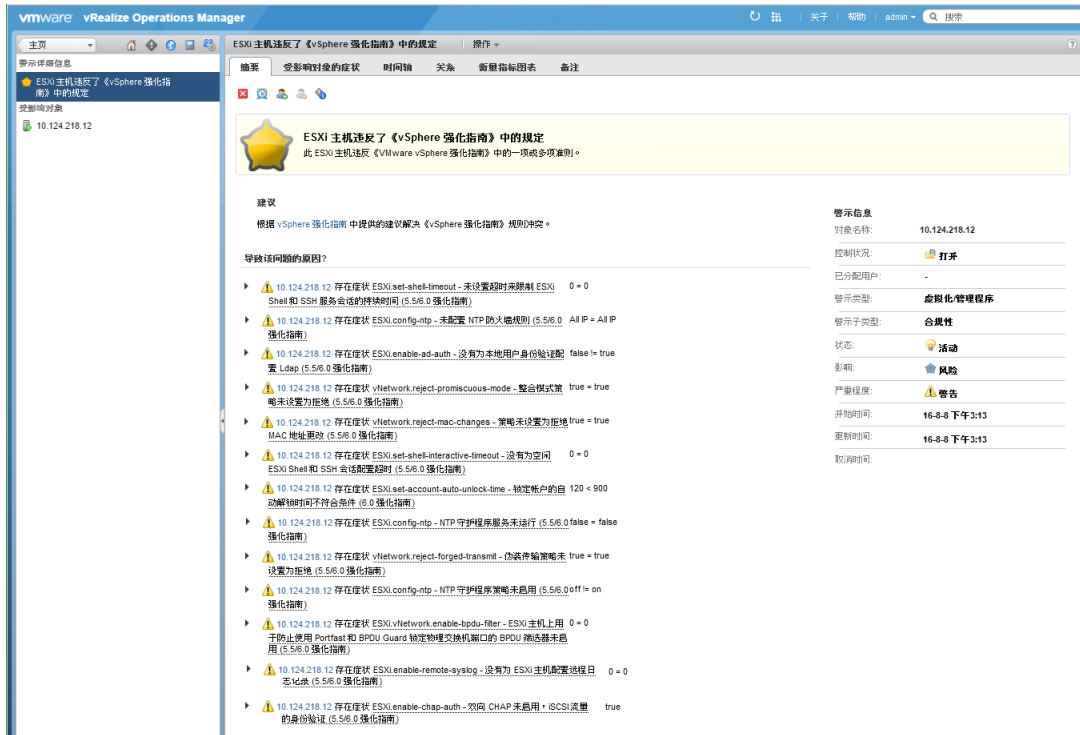 vmware vRealize Operations Manager
关于 帮助 admin 搜索
主页
ESXi 主机违反了《vSphere 强化指南》中的规定 操作
警示详细信息
ESXi 主机违反了《vSphere 强化指
南》中的规定
受影响对象
10.124.218.12
摘要 受影响对象的症状 时间轴 关系 衡量指标图表 备注
ESXi 主机违反了《vSphere 强化指南》中的规定
此 ESXi 主机违反《VMware vSphere 强化指南》中的一项或多项准则。
建议
根据 vSphere 强化指南 中提供的建议解决《vSphere 强化指南》规则冲突。
导致该问题的原因?
10.124.218.12 存在症状 ESXi.set-shell-timeout - 未设置超时来限制 ESXi 0 = 0
Shell 和 SSH 服务会话的持续时间 (5.5/6.0 强化指南)
10.124.218.12 存在症状 ESXi.config-ntp - 未配置 NTP 防火墙规则 (5.5/6.0 All IP = All IP
强化指南)
10.124.218.12 存在症状 ESXi.enable-ad-auth - 没有为本地用户身份验证配 false != true
置 Ldap (5.5/6.0 强化指南)
10.124.218.12 存在症状 vNetwork.reject-promiscuous-mode - 整合模式策 true = true
略未设置为拒绝 (5.5/6.0 强化指南)
10.124.218.12 存在症状 vNetwork.reject-mac-changes - 策略未设置为拒绝 true = true
MAC 地址更改 (5.5/6.0 强化指南)
10.124.218.12 存在症状 ESXi.set-shell-interactive-timeout - 没有为空闲 0 = 0
ESXi Shell 和 SSH 会话配置超时 (5.5/6.0 强化指南)
10.124.218.12 存在症状 ESXi.set-account-auto-unlock-time - 锁定帐户的自 120 < 900
动解锁时间不符合条件 (6.0 强化指南)
10.124.218.12 存在症状 ESXi.config-ntp - NTP 守护程序服务未运行 (5.5/6.0 false = false
强化指南)
10.124.218.12 存在症状 vNetwork.reject-forged-transmit - 伪装传输策略未 true = true
设置为拒绝 (5.5/6.0 强化指南)
10.124.218.12 存在症状 ESXi.config-ntp - NTP 守护程序策略未启用 (5.5/6.0 off != on
强化指南)
10.124.218.12 存在症状 ESXi.vNetwork.enable-bpdu-filter - ESXi 主机上用 0 = 0
于防止使用 Portfast 和 BPDU Guard 锁定物理交换机端口的 BPDU 筛选器未启
用 (5.5/6.0 强化指南)
10.124.218.12 存在症状 ESXi.enable-remote-syslog - 没有为 ESXi 主机配置远程日 0 = 0
志记录 (5.5/6.0 强化指南)
10.124.218.12 存在症状 ESXi.enable-chap-auth - 双向 CHAP 未启用，iSCSI 流量 true
的身份验证 (5.5/6.0 强化指南)
警示信息
对象名称: 10.124.218.12
控制状况: 打开
已分配用户: -
警示类型: 虚拟化/管理程序
警示子类型: 合规性
状态: 活动
影响: 风险
严重程度: 警告
开始时间: 16-8-8 下午3:13
更新时间: 16-8-8 下午3:13
取消时间: